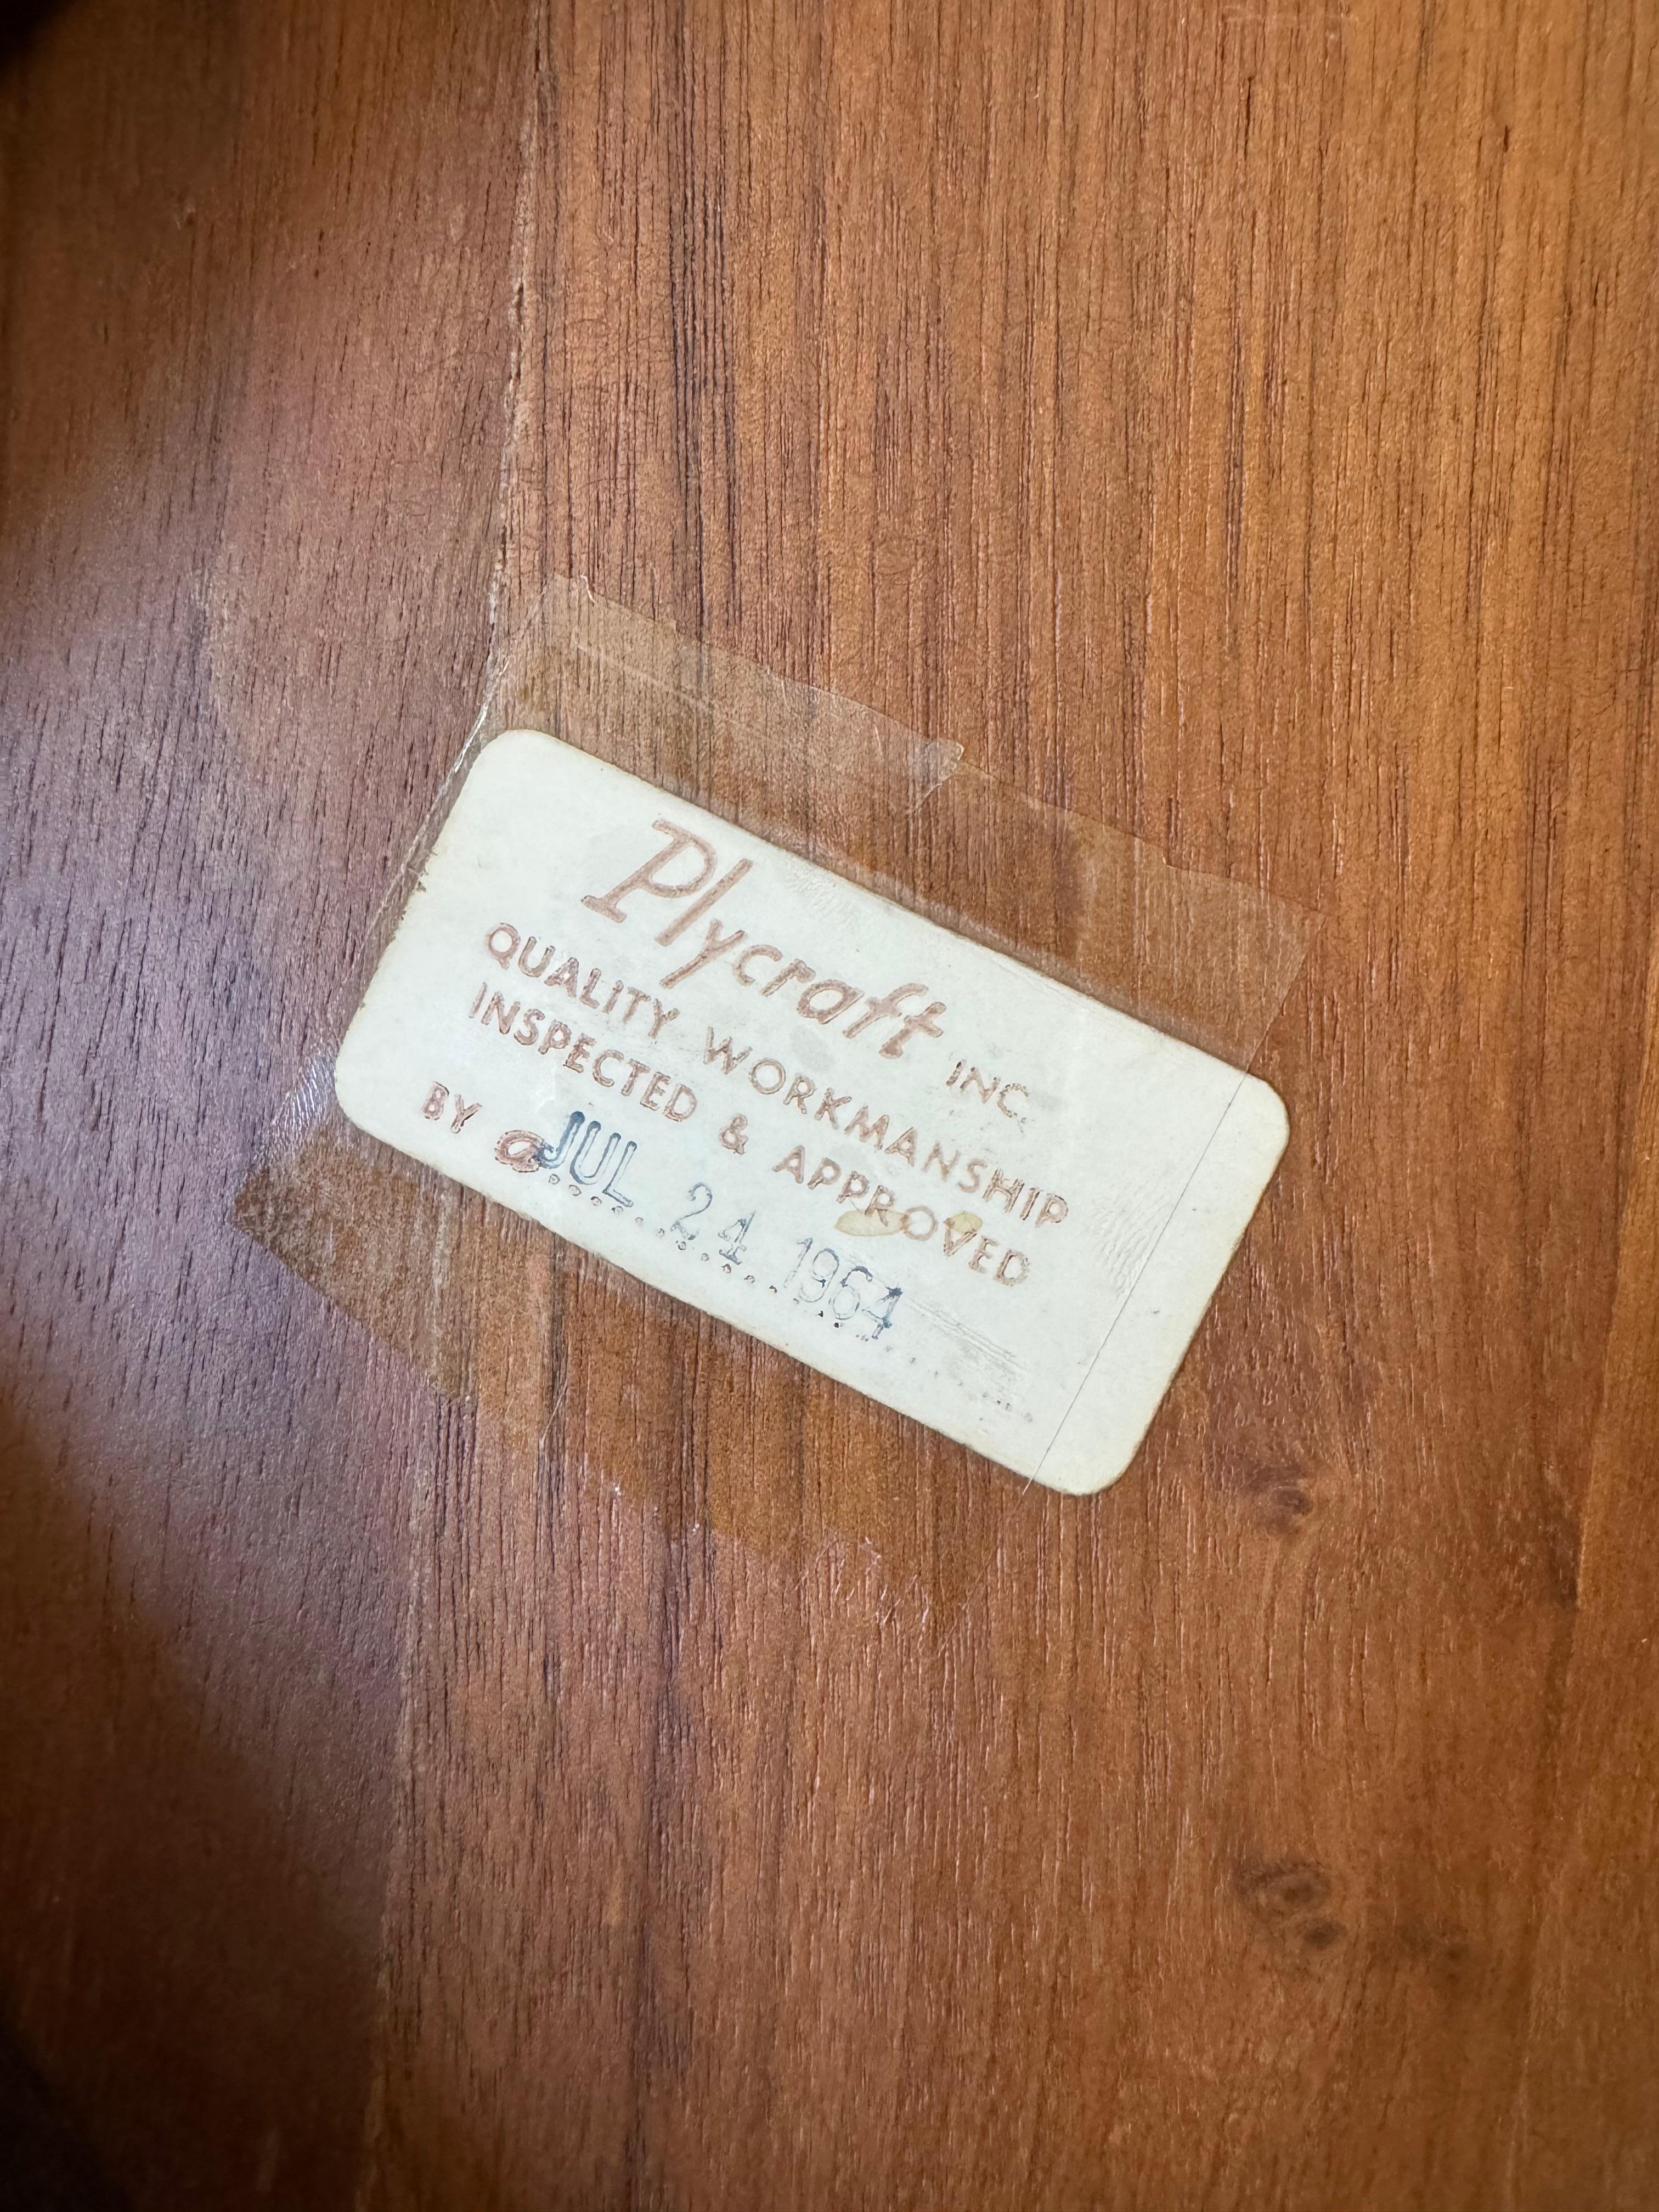 Plycraft INC.
QUALITY WORKMANSHIP
INSPECTED & APPROVED
BY a JUL 24 1964